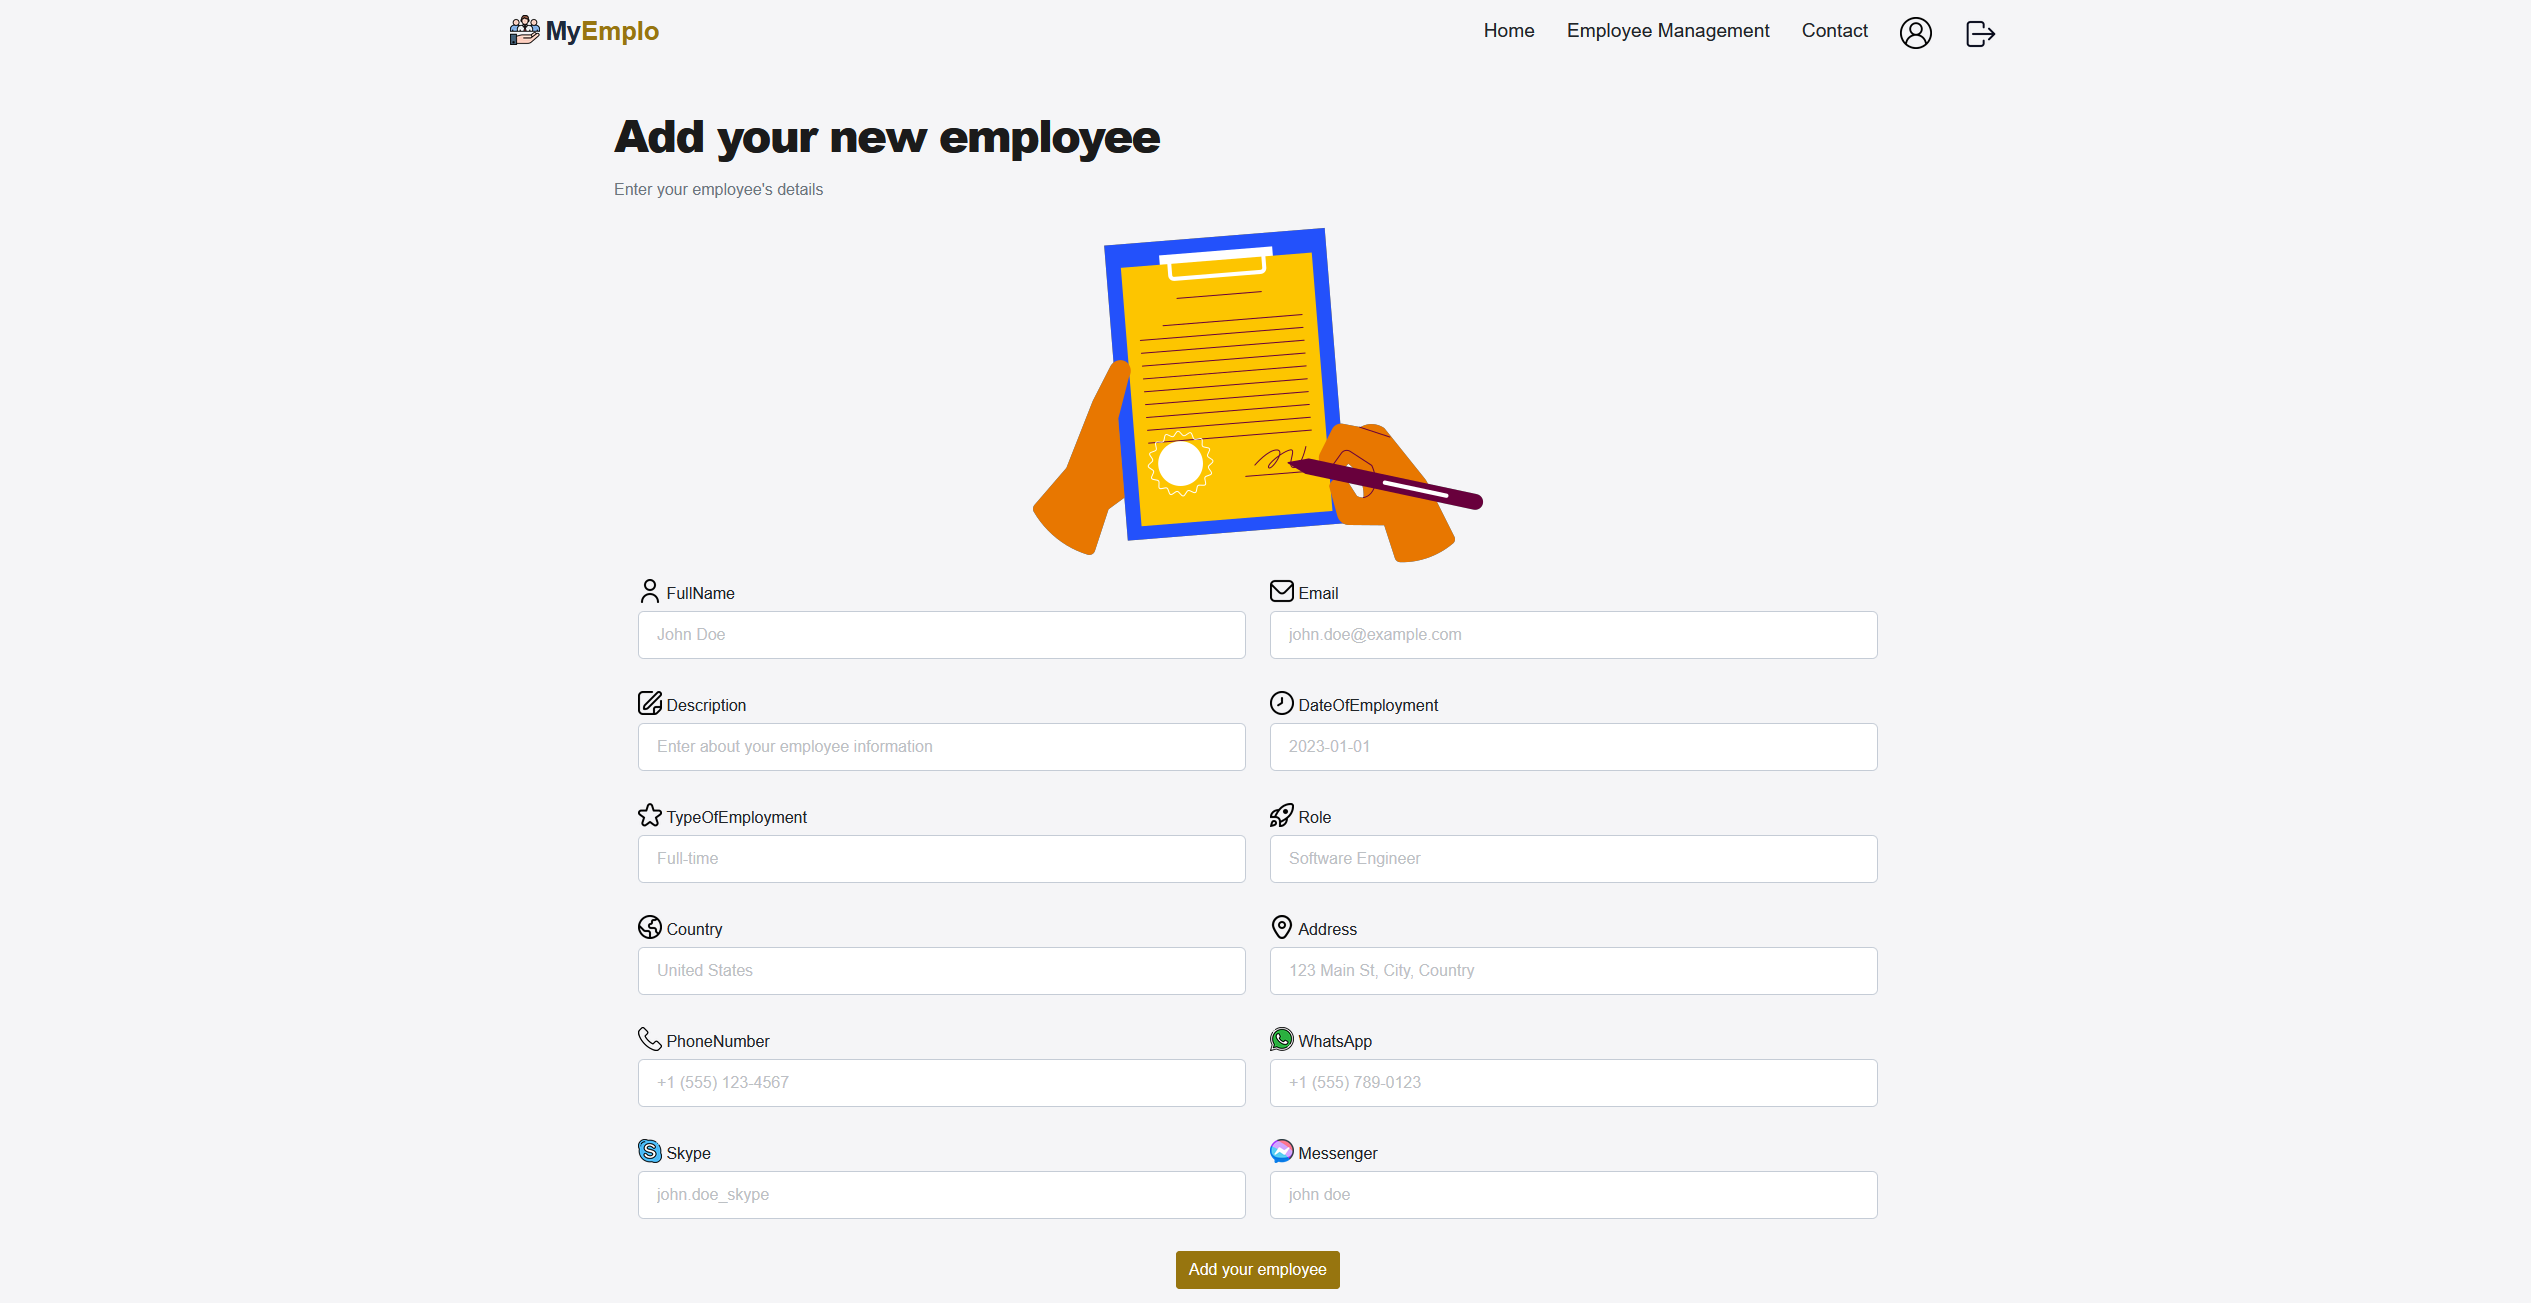 MyEmplo
Home Employee Management Contact
Add your new employee
Enter your employee's details
FullName Email
John Doe john.doe@example.com
Description DateOfEmployment
Enter about your employee information 2023-01-01
TypeOfEmployment Role
Full-time Software Engineer
Country Address
United States 123 Main St, City, Country
PhoneNumber WhatsApp
+1 (555) 123-4567 +1 (555) 789-0123
Skype Messenger
john.doe_skype john doe
Add your employee